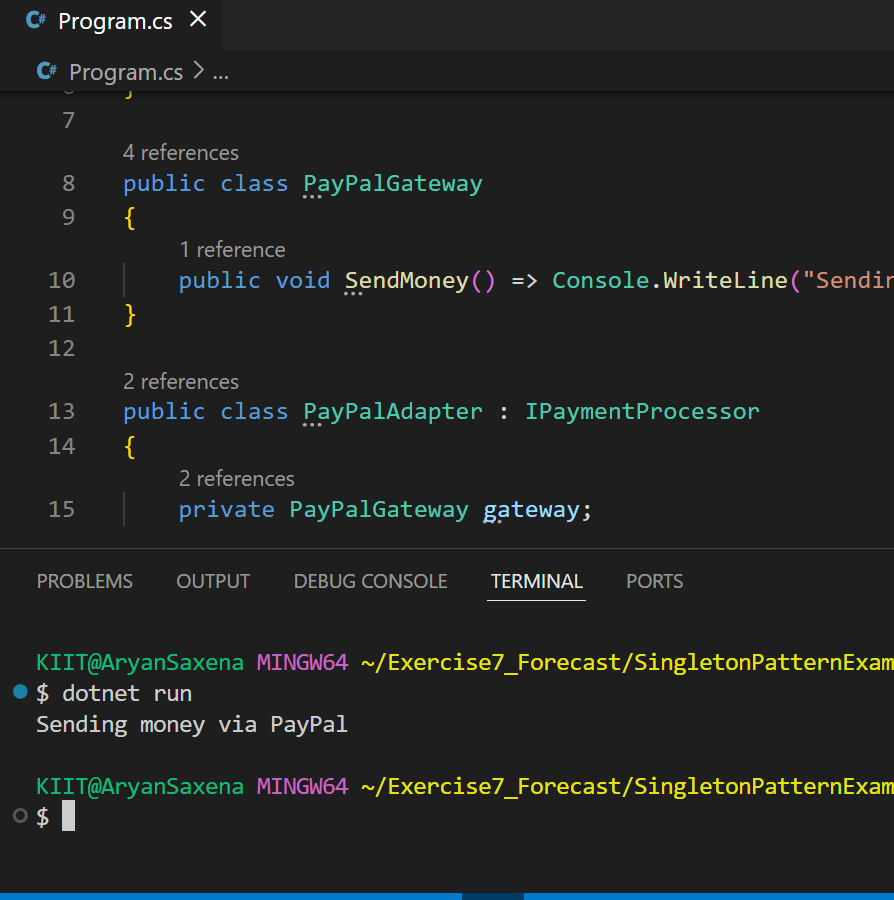 C# Program.cs ×
C# Program.cs > ...
7
4 references
8 public class PayPalGateway
9 {
1 reference
10 public void SendMoney() => Console.WriteLine("Sendin
11 }
12
2 references
13 public class PayPalAdapter : IPaymentProcessor
14 {
2 references
15 private PayPalGateway gateway;
PROBLEMS OUTPUT DEBUG CONSOLE TERMINAL PORTS
KIIT@AryanSaxena MINGW64 ~/Exercise7_Forecast/SingletonPatternExam
$ dotnet run
Sending money via PayPal
KIIT@AryanSaxena MINGW64 ~/Exercise7_Forecast/SingletonPatternExam
$